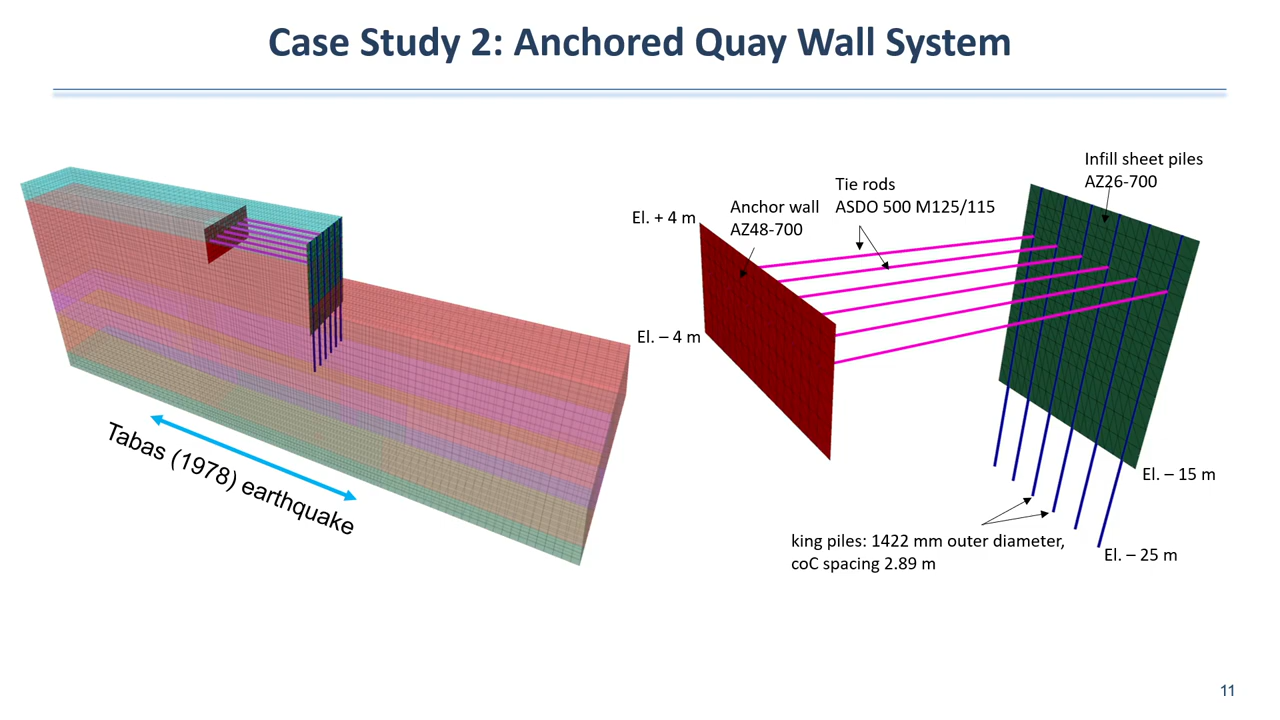 Case Study 2: Anchored Quay Wall System
Tabas (1978) earthquake
El. + 4 m
El. – 4 m
Anchor wall
AZ48-700
Tie rods
ASDO 500 M125/115
Infill sheet piles
AZ26-700
El. – 15 m
king piles: 1422 mm outer diameter,
coC spacing 2.89 m
El. – 25 m
11